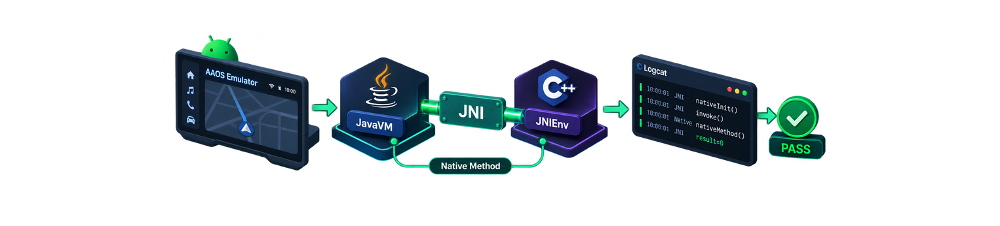 AAOS Emulator
10:00
JavaVM
JNI
C++
JNIEnv
Native Method
Logcat
10:00:01 JNI nativeInit()
10:00:01 JNI invoke()
10:00:01 Native nativeMethod()
10:00:01 JNI result=0
PASS